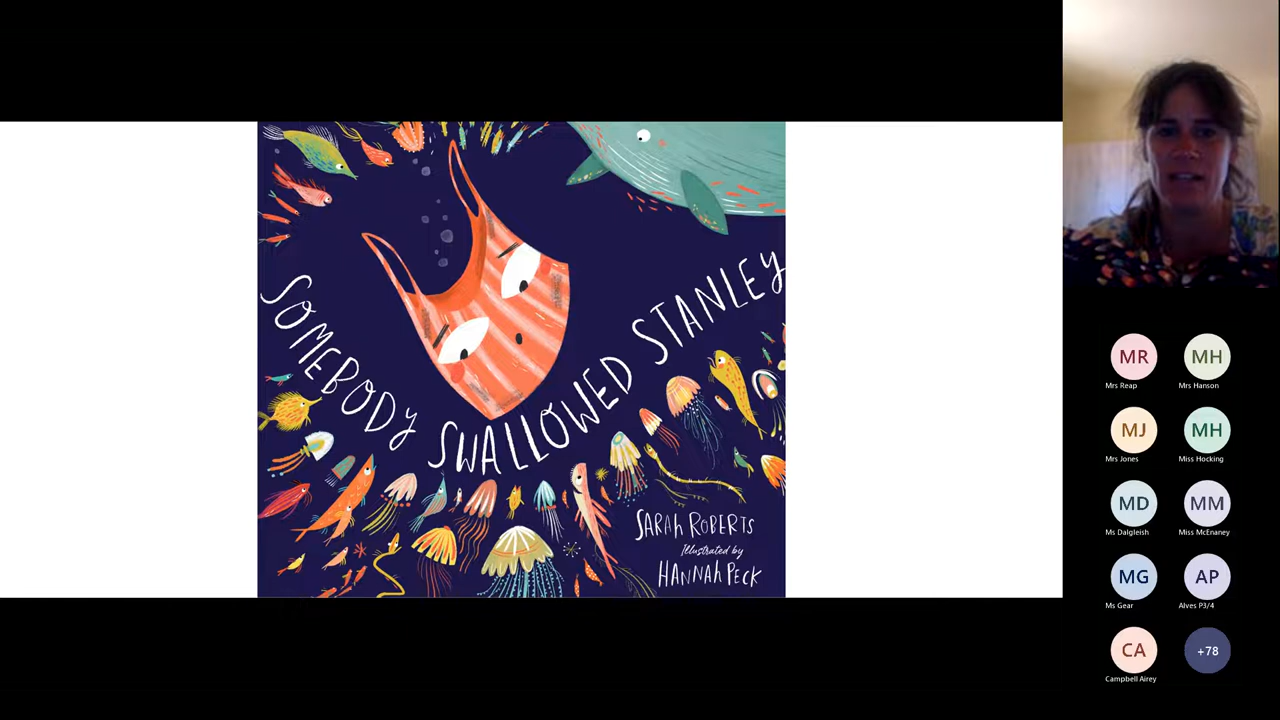 SOMEBODY SWALLOWED STANLEY
SARAH ROBERTS
Illustrated by
HANNAH PECK
MR
MH
Mrs Reap
Mrs Hanson
MJ
MH
Mrs Jones
Miss Hocking
MD
MM
Ms Dalgleish
Miss McEnaney
MG
AP
Ms Gear
Alves P3/4
CA
+78
Campbell Airey